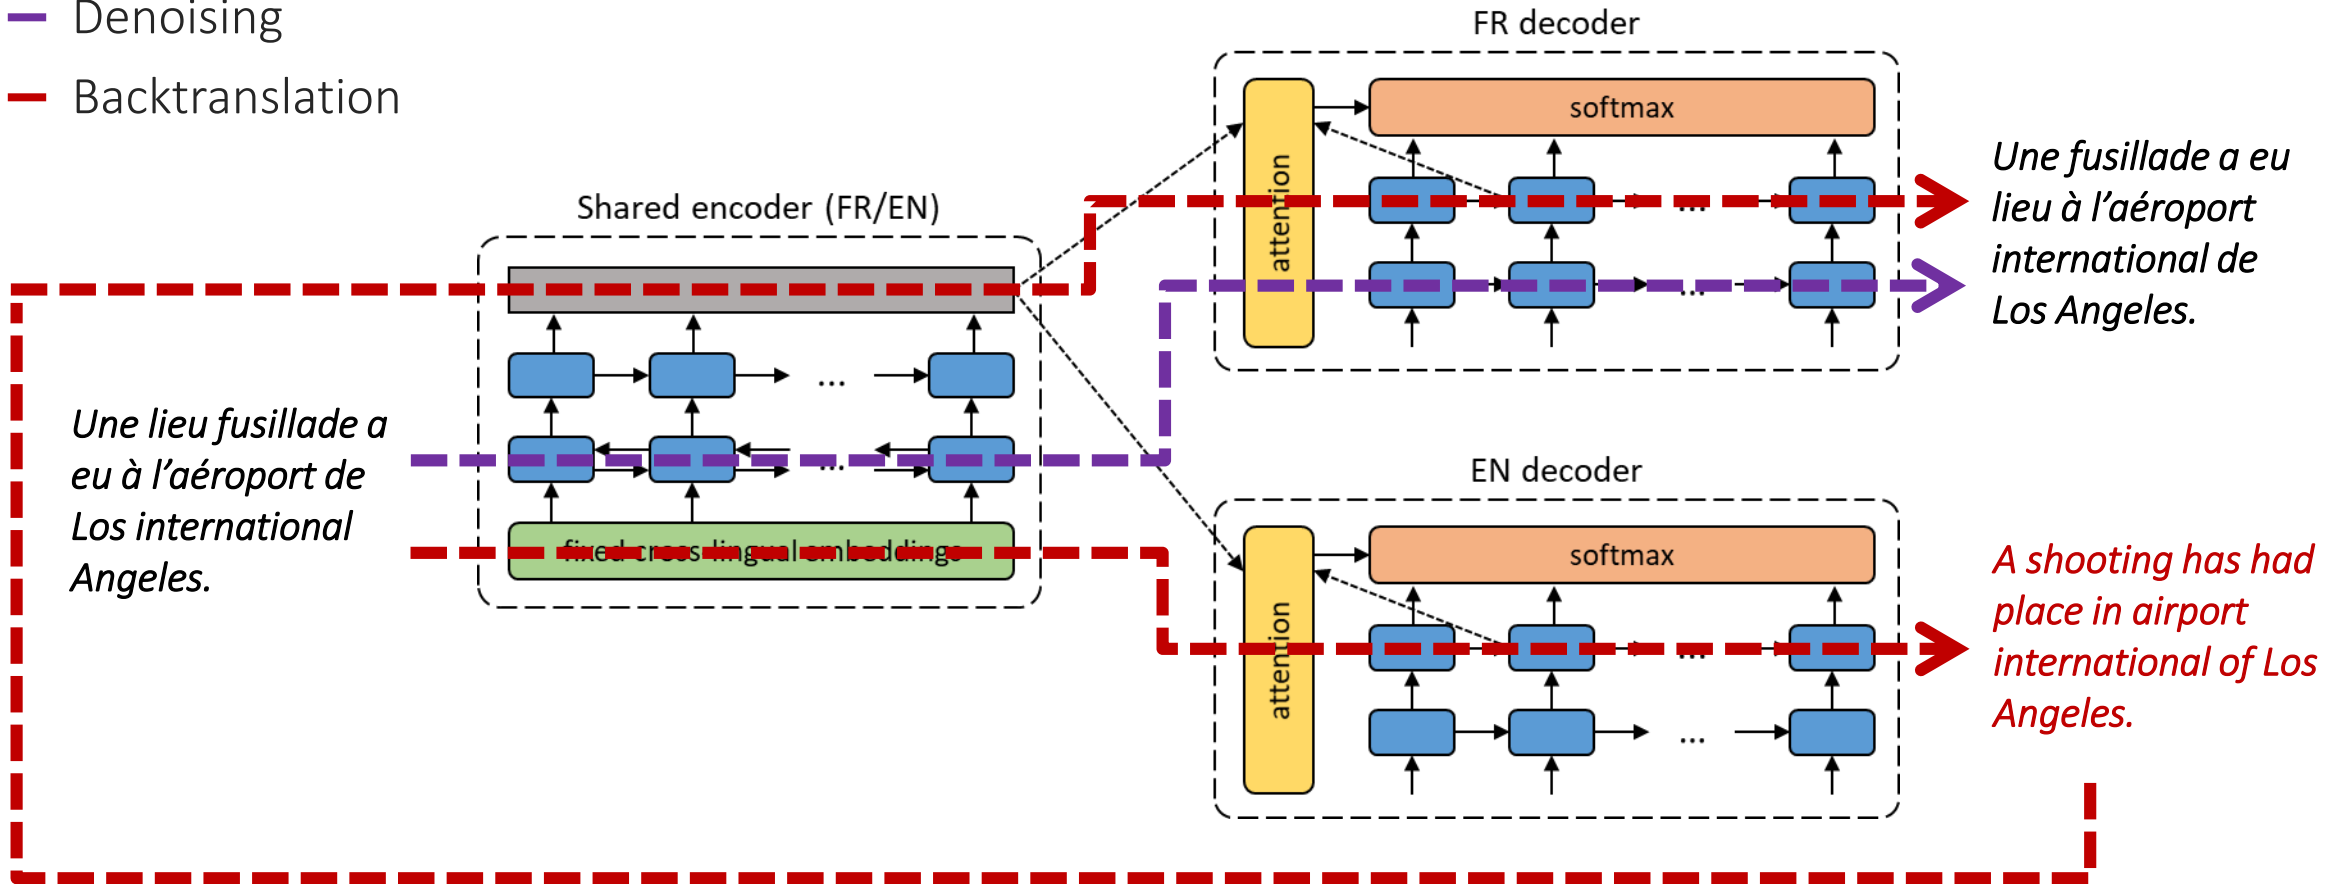 Denoising
Backtranslation
Shared encoder (FR/EN)
...
...
fixed cross-lingual embeddings
Une lieu fusillade a
eu à l’aéroport de
Los international
Angeles.
FR decoder
attention
softmax
...
...
Une fusillade a eu
lieu à l’aéroport
international de
Los Angeles.
EN decoder
attention
softmax
...
...
A shooting has had
place in airport
international of Los
Angeles.